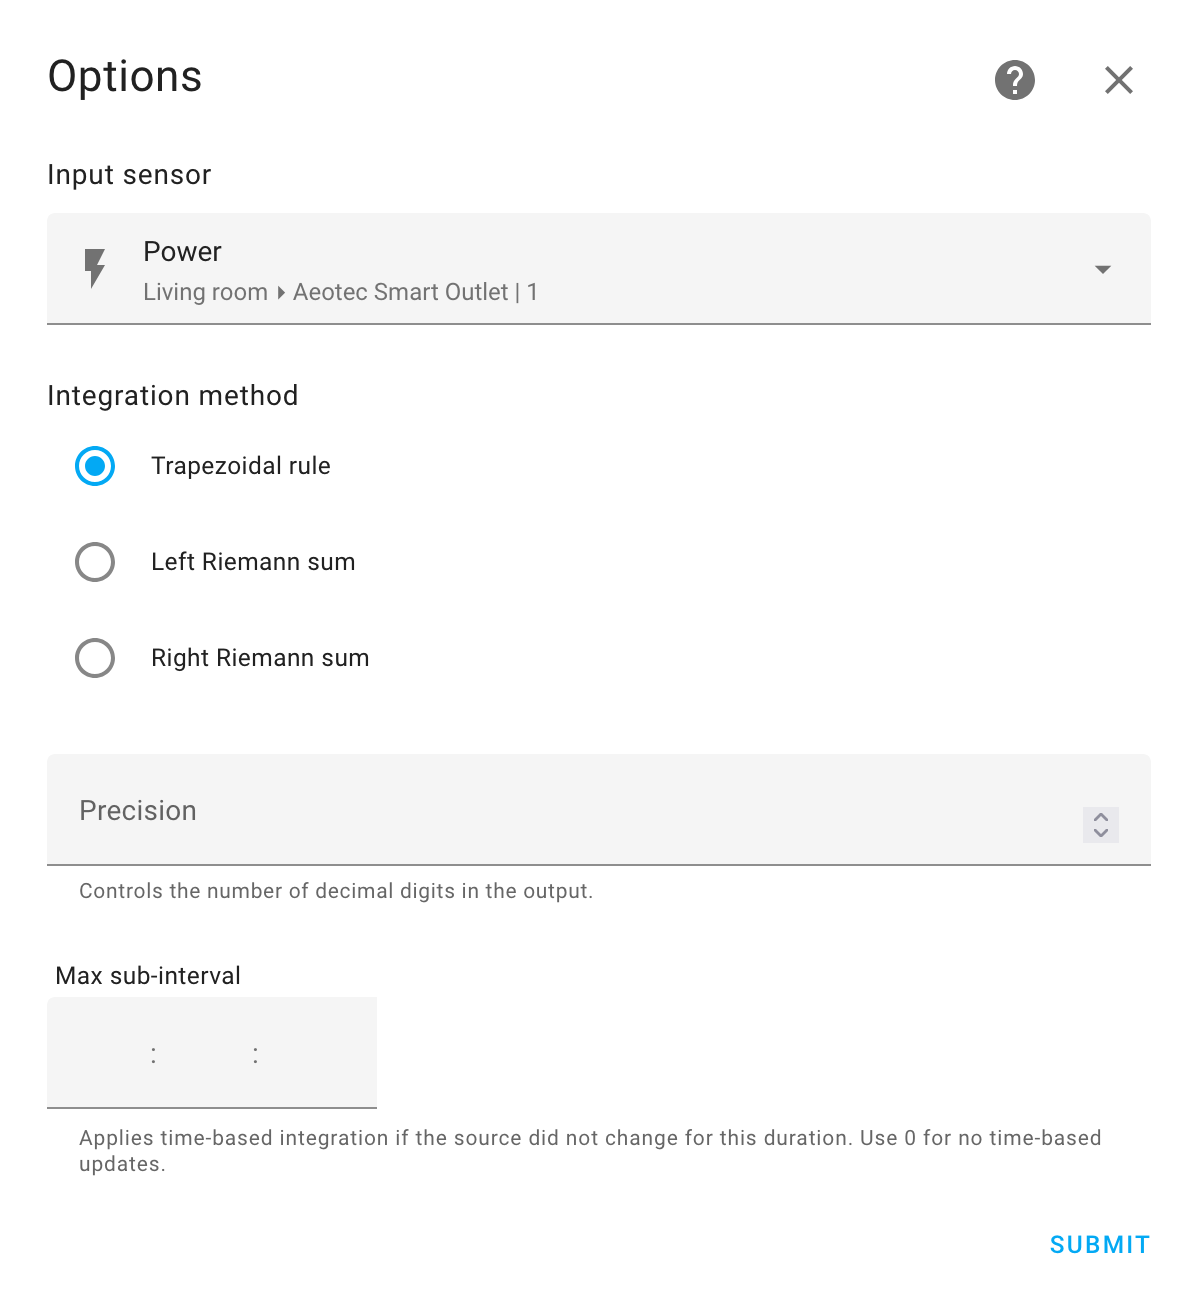 Options
Input sensor
Power
Living room ▸ Aeotec Smart Outlet | 1
Integration method
Trapezoidal rule
Left Riemann sum
Right Riemann sum
Precision
Controls the number of decimal digits in the output.
Max sub-interval
: :
Applies time-based integration if the source did not change for this duration. Use 0 for no time-based
updates.
SUBMIT